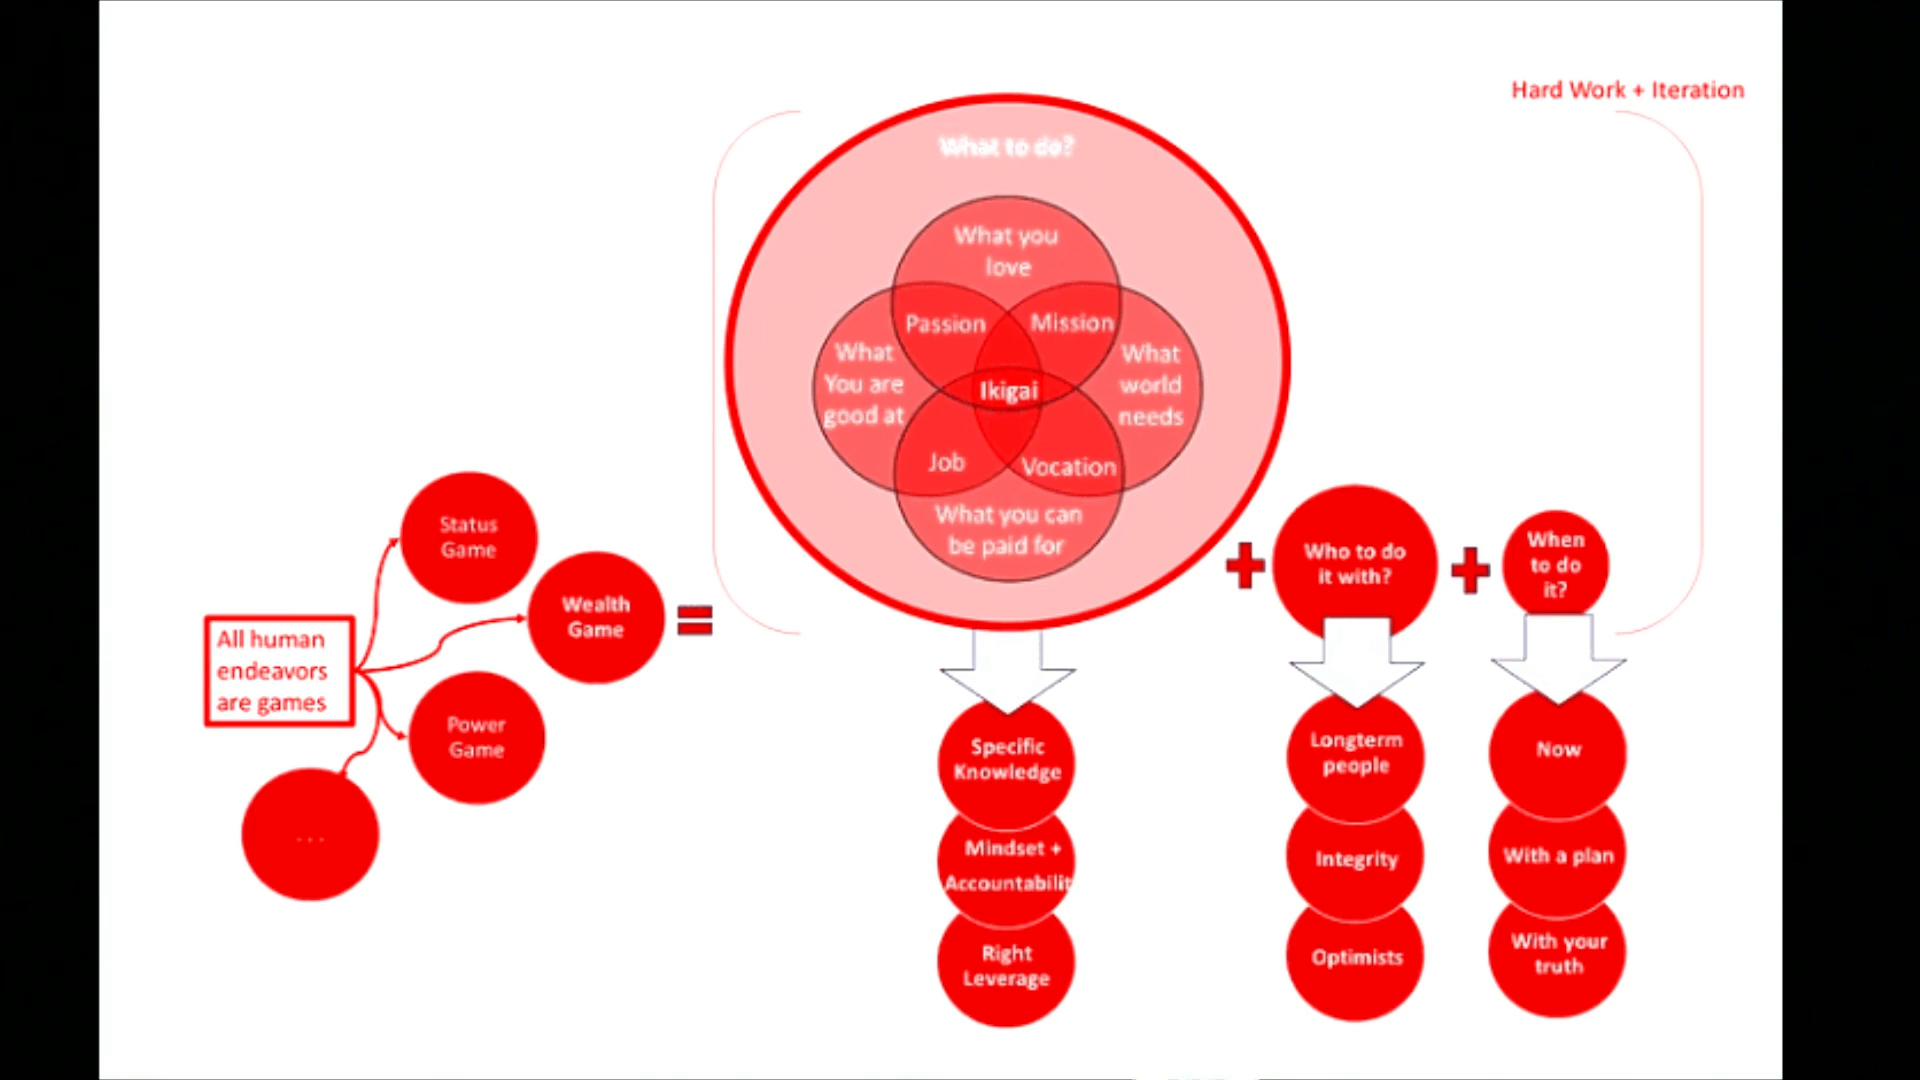 Hard Work + Iteration
What to do?
What you
love
Passion
Mission
What
You are
good at
Ikigai
What
world
needs
Job
Vocation
What you can
be paid for
All human
endeavors
are games
Status
Game
Wealth
Game
Power
Game
...
=
+
Who to do
it with?
+
When
to do
it?
Specific
Knowledge
Mindset +
Accountabilit
Right
Leverage
Longterm
people
Integrity
Optimists
Now
With a plan
With your
truth